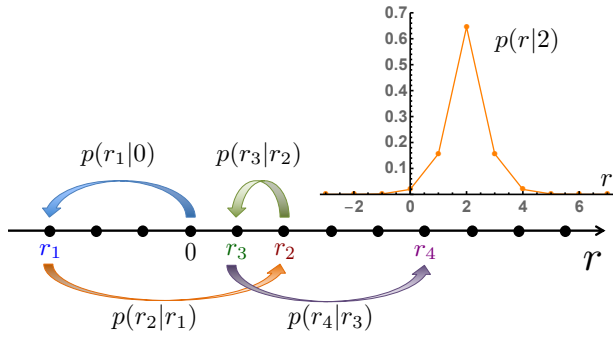 0.7
0.6
0.5
0.4
0.3
0.2
0.1
p(r|2)
r
−2 0 2 4 6
p(r₁|0) p(r₃|r₂)
r₁ 0 r₃ r₂ r₄ r
p(r₂|r₁) p(r₄|r₃)